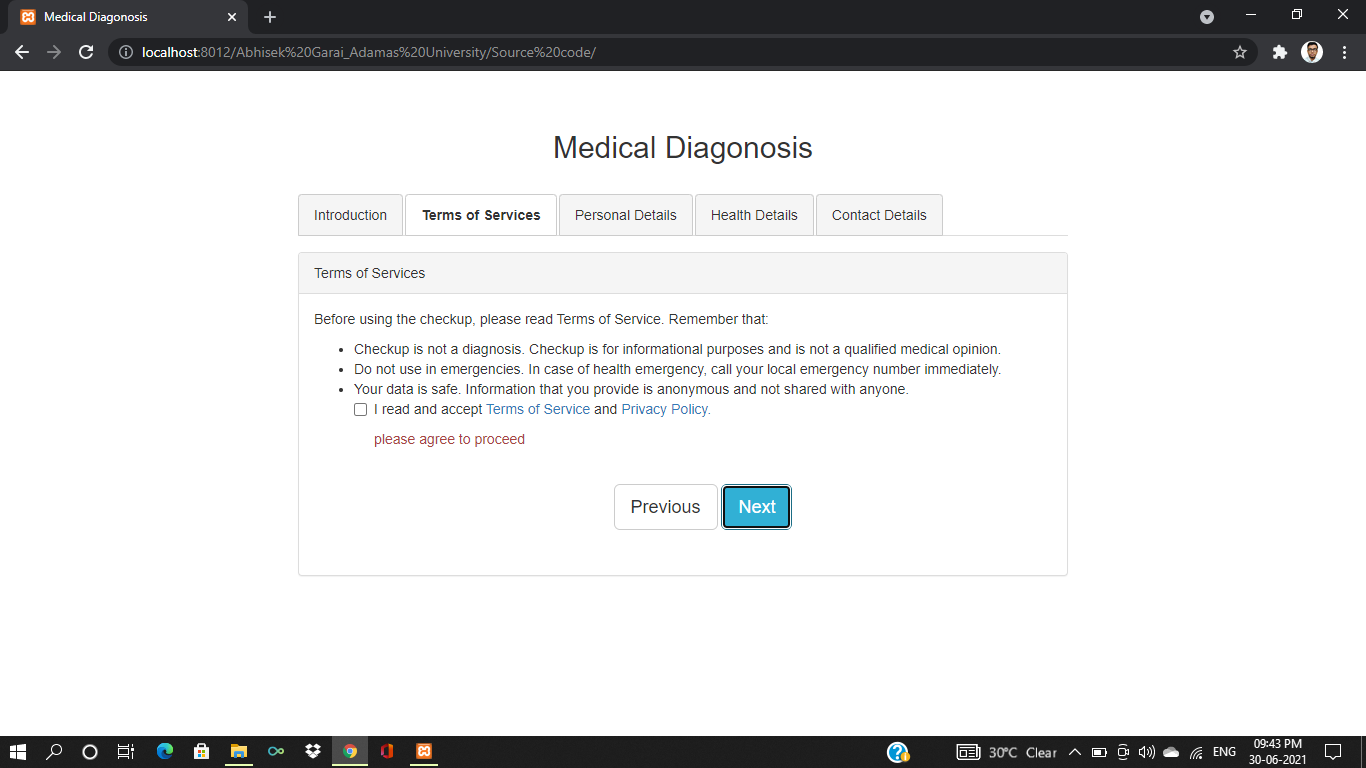 Medical Diagonosis
localhost:8012/Abhisek%20Garai_Adamas%20University/Source%20code/
Medical Diagonosis
Introduction
Terms of Services
Personal Details
Health Details
Contact Details
Terms of Services
Before using the checkup, please read Terms of Service. Remember that:
Checkup is not a diagnosis. Checkup is for informational purposes and is not a qualified medical opinion.
Do not use in emergencies. In case of health emergency, call your local emergency number immediately.
Your data is safe. Information that you provide is anonymous and not shared with anyone.
I read and accept Terms of Service and Privacy Policy.
please agree to proceed
Previous
Next
30°C Clear
ENG
09:43 PM
30-06-2021